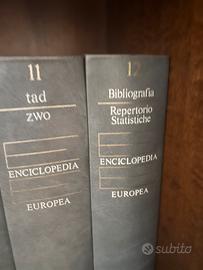 11
tad
zwo
ENCICLOPEDIA
EUROPEA
12
Bibliografia
Repertorio
Statistiche
ENCICLOPEDIA
EUROPEA
subito